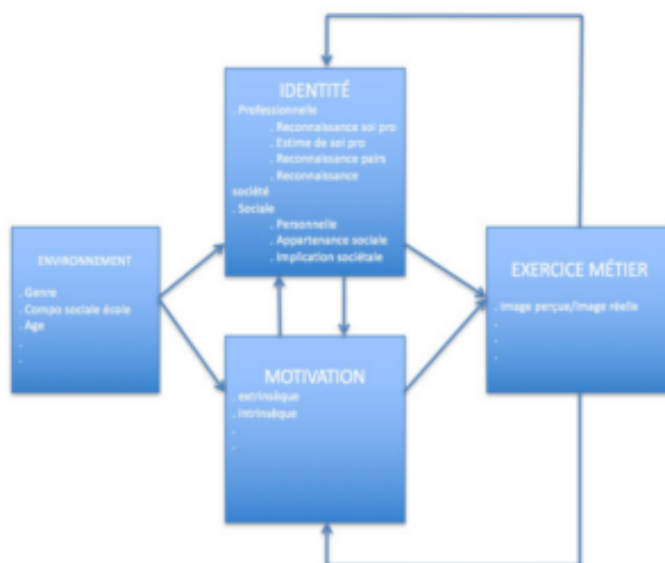 IDENTITÉ
. Professionnelle
. Reconnaissance soi pro
. Estime de soi pro
. Reconnaissance pairs
. Reconnaissance
société
. Sociale
. Personnelle
. Appartenance sociale
. Implication sociétale
ENVIRONNEMENT
. Genre
. Compo sociale école
. Age
.
.
MOTIVATION
. extrinsèque
. intrinsèque
.
.
EXERCICE MÉTIER
. Image perçue/image réelle
.
.
.